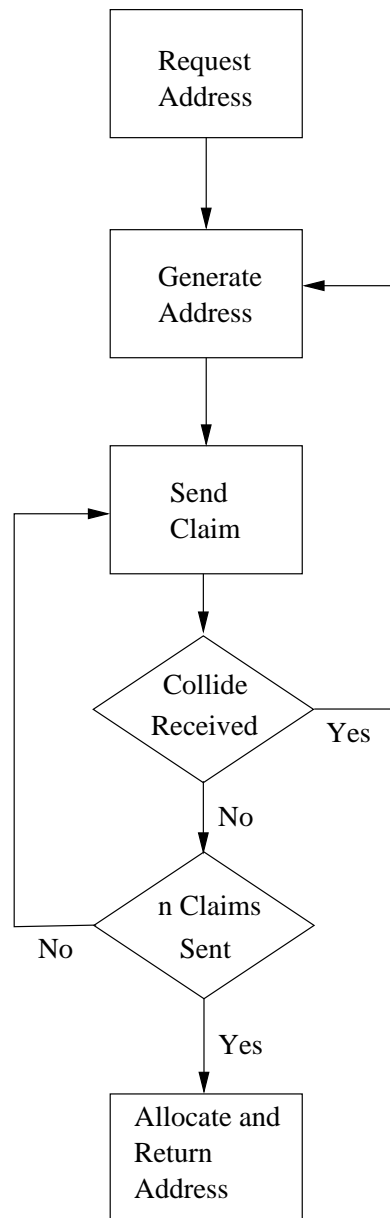 Request
Address
Generate
Address
Send
Claim
Collide
Received
Yes
No
n Claims
Sent
No
Yes
Allocate and
Return
Address